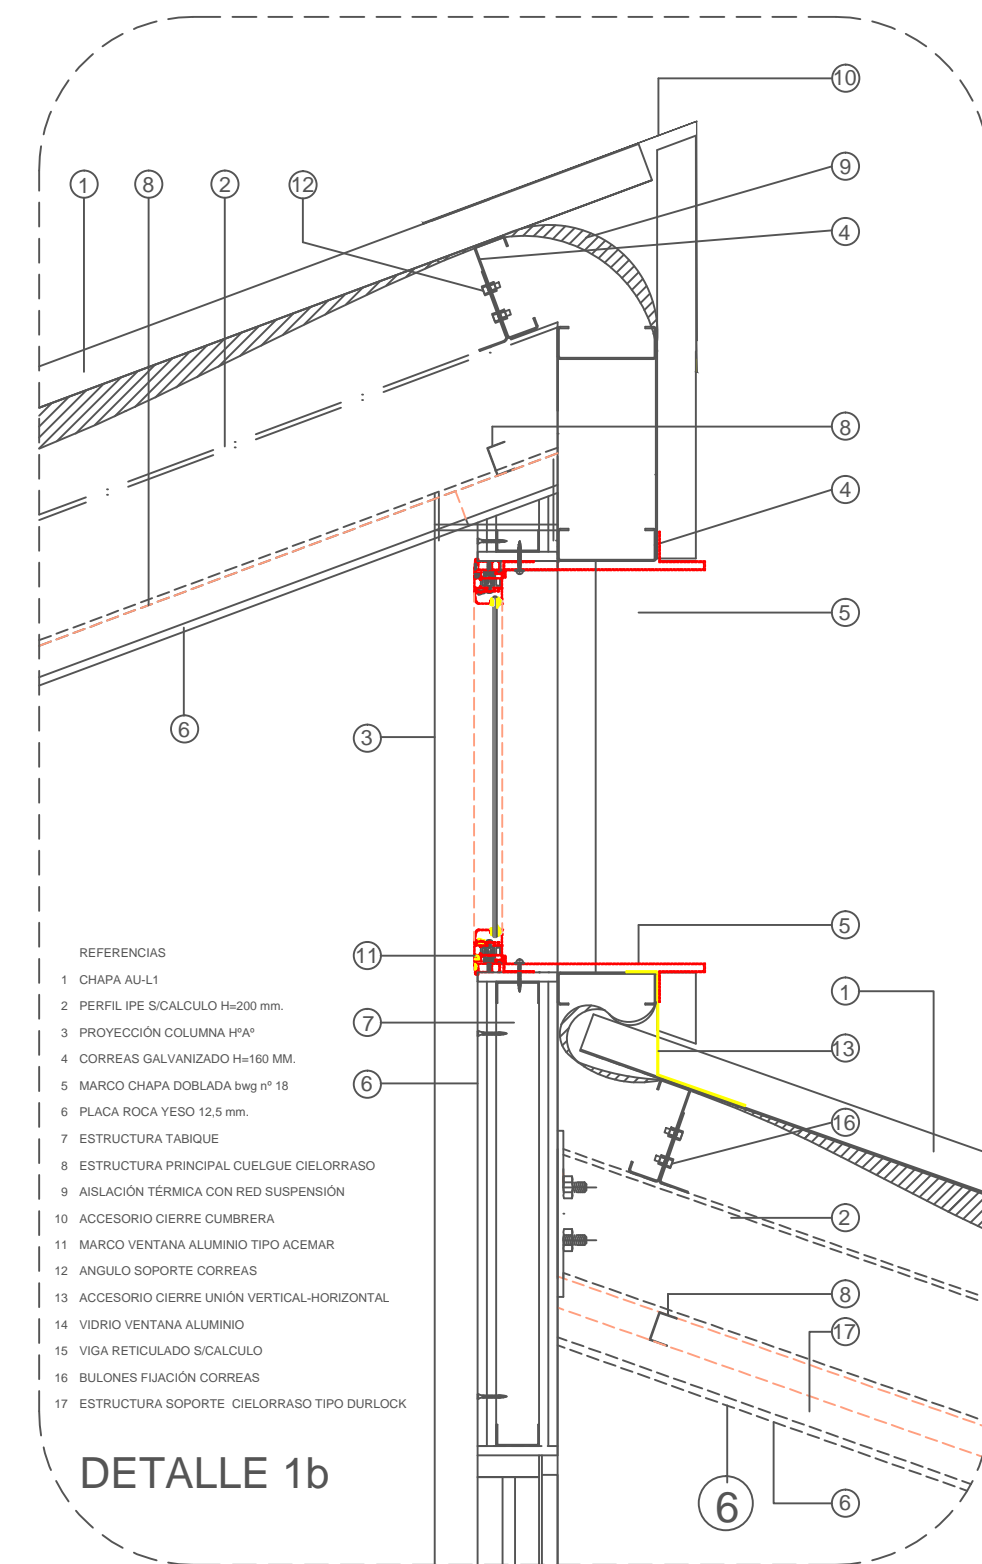 10
9
1
8
2
12
4
8
4
5
6
3
5
11
1
7
13
6
16
2
8
17
6
6
REFERENCIAS
1 CHAPA AU-L1
2 PERFIL IPE S/CALCULO H=200 mm.
3 PROYECCIÓN COLUMNA HºAº
4 CORREAS GALVANIZADO H=160 MM.
5 MARCO CHAPA DOBLADA bwg nº 18
6 PLACA ROCA YESO 12,5 mm.
7 ESTRUCTURA TABIQUE
8 ESTRUCTURA PRINCIPAL CUELGUE CIELORRASO
9 AISLACIÓN TÉRMICA CON RED SUSPENSIÓN
10 ACCESORIO CIERRE CUMBRERA
11 MARCO VENTANA ALUMINIO TIPO ACEMAR
12 ANGULO SOPORTE CORREAS
13 ACCESORIO CIERRE UNIÓN VERTICAL-HORIZONTAL
14 VIDRIO VENTANA ALUMINIO
15 VIGA RETICULADO S/CALCULO
16 BULONES FIJACIÓN CORREAS
17 ESTRUCTURA SOPORTE CIELORRASO TIPO DURLOCK
DETALLE 1b